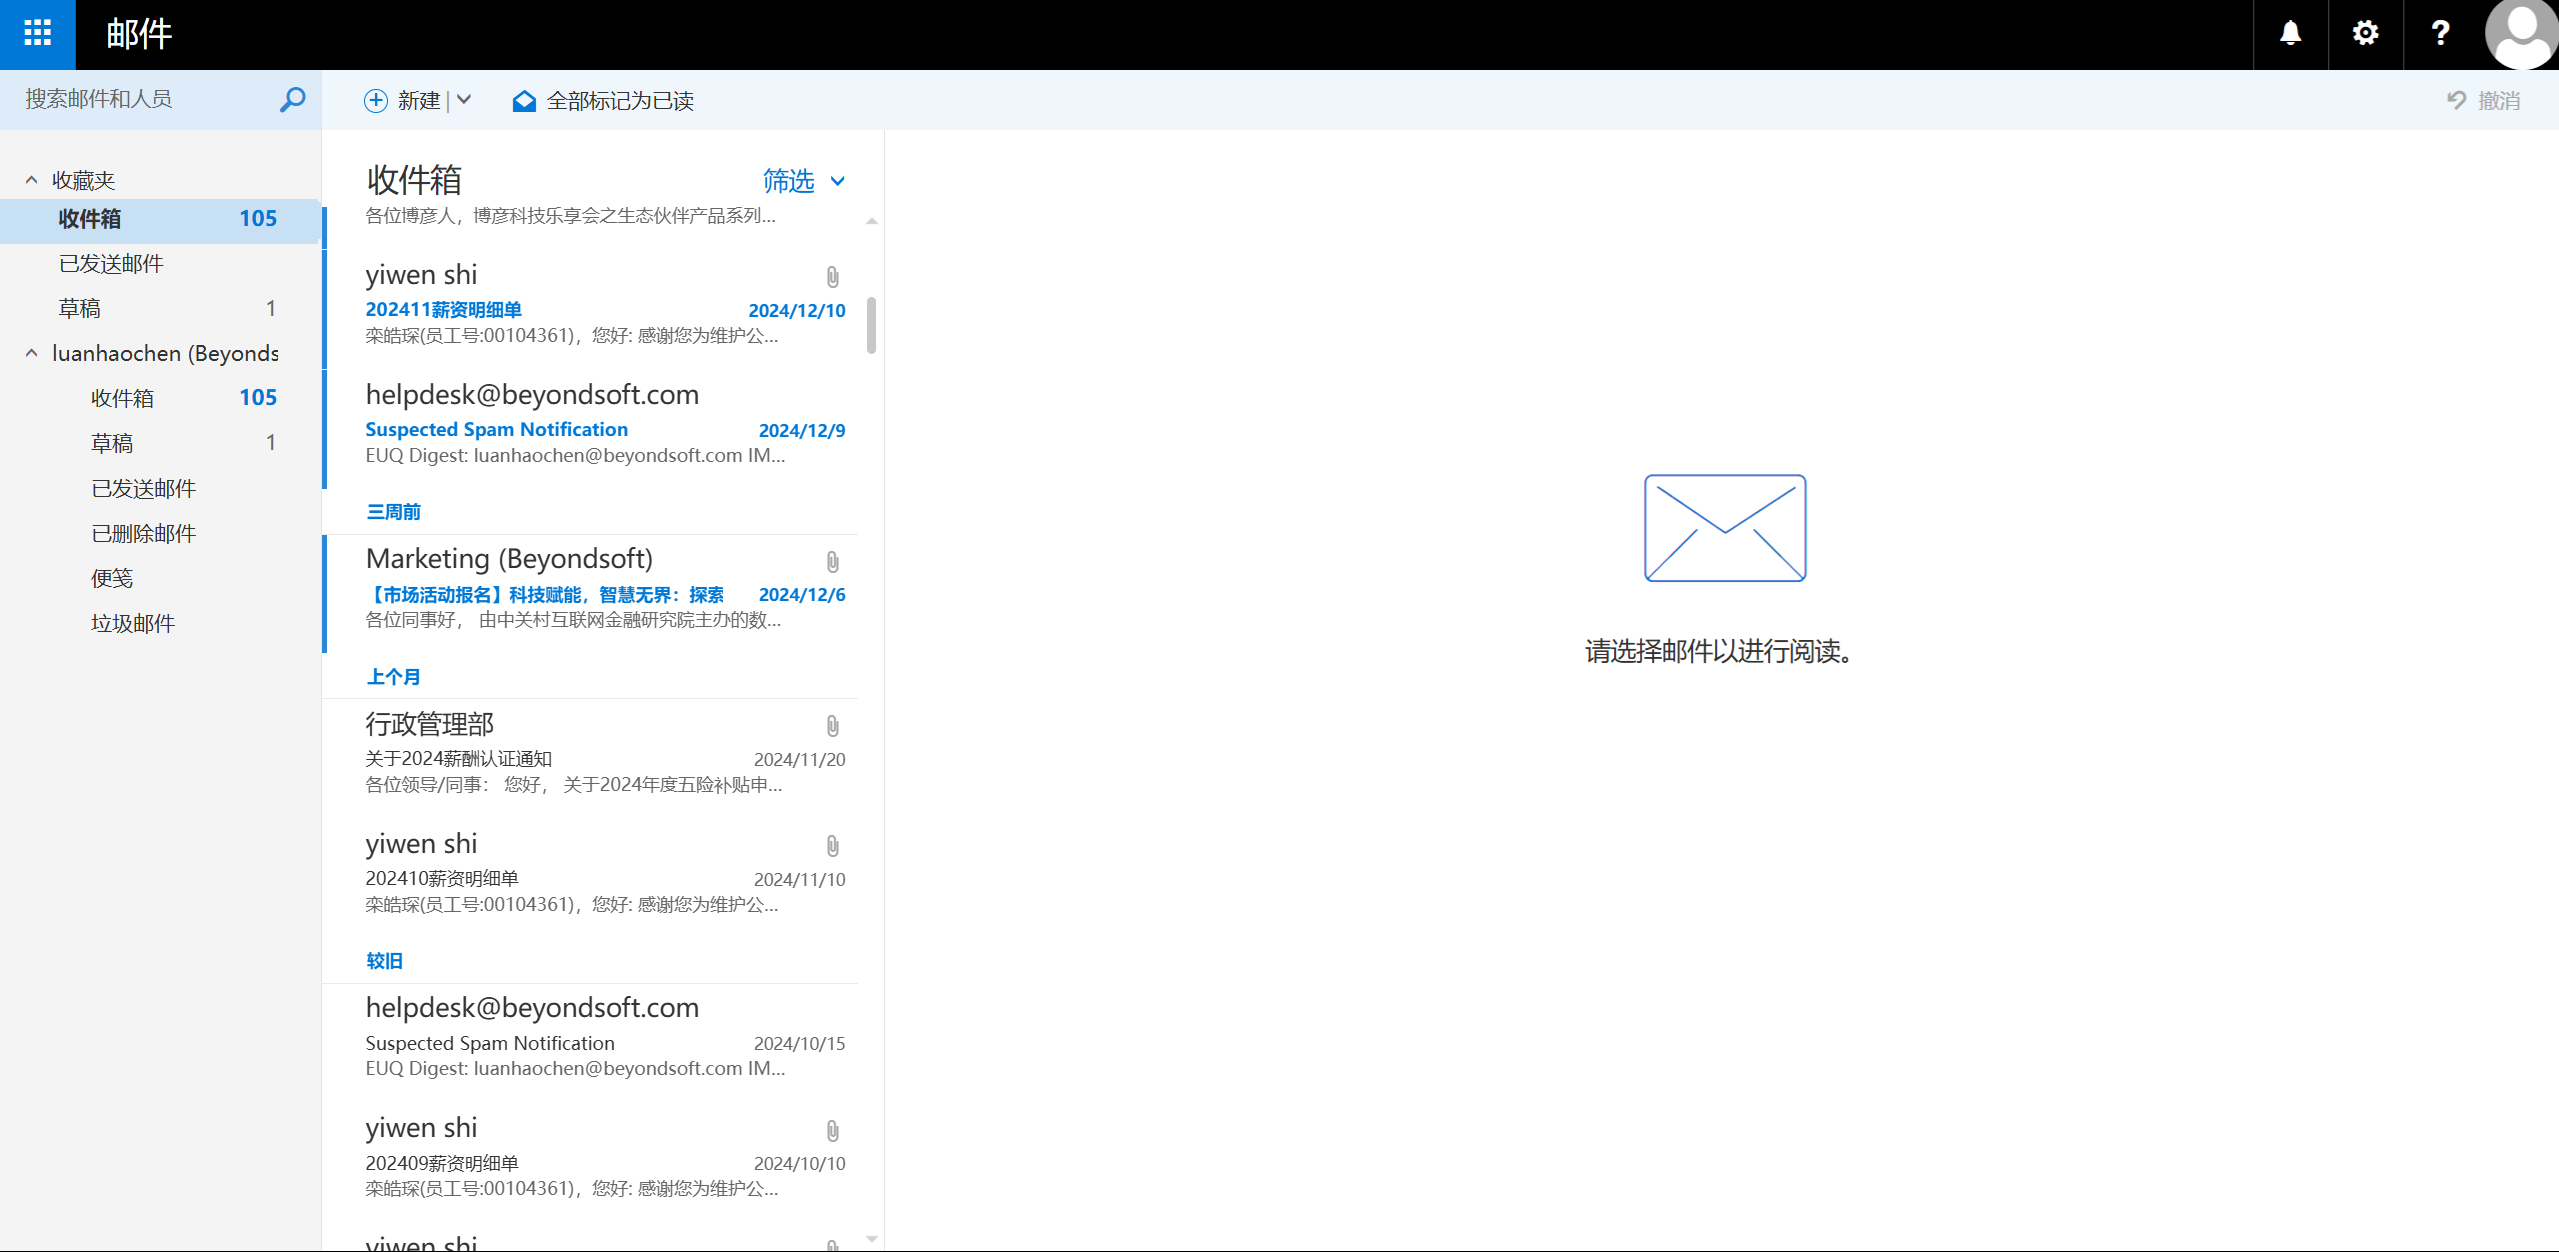 邮件
搜索邮件和人员
新建
全部标记为已读
撤消
收藏夹
收件箱 105
已发送邮件
草稿 1
luanhaochen (Beyonds
收件箱 105
草稿 1
已发送邮件
已删除邮件
便笺
垃圾邮件
收件箱
筛选
各位博彦人，博彦科技乐享会之生态伙伴产品系列...
yiwen shi
202411薪资明细单 2024/12/10
栾皓琛(员工号:00104361)，您好: 感谢您为维护公...
helpdesk@beyondsoft.com
Suspected Spam Notification 2024/12/9
EUQ Digest: luanhaochen@beyondsoft.com IM...
三周前
Marketing (Beyondsoft)
【市场活动报名】科技赋能，智慧无界：探索 2024/12/6
各位同事好， 由中关村互联网金融研究院主办的数...
上个月
行政管理部
关于2024薪酬认证通知 2024/11/20
各位领导/同事： 您好， 关于2024年度五险补贴申...
yiwen shi
202410薪资明细单 2024/11/10
栾皓琛(员工号:00104361)，您好: 感谢您为维护公...
较旧
helpdesk@beyondsoft.com
Suspected Spam Notification 2024/10/15
EUQ Digest: luanhaochen@beyondsoft.com IM...
yiwen shi
202409薪资明细单 2024/10/10
栾皓琛(员工号:00104361)，您好: 感谢您为维护公...
yiwen shi
请选择邮件以进行阅读。